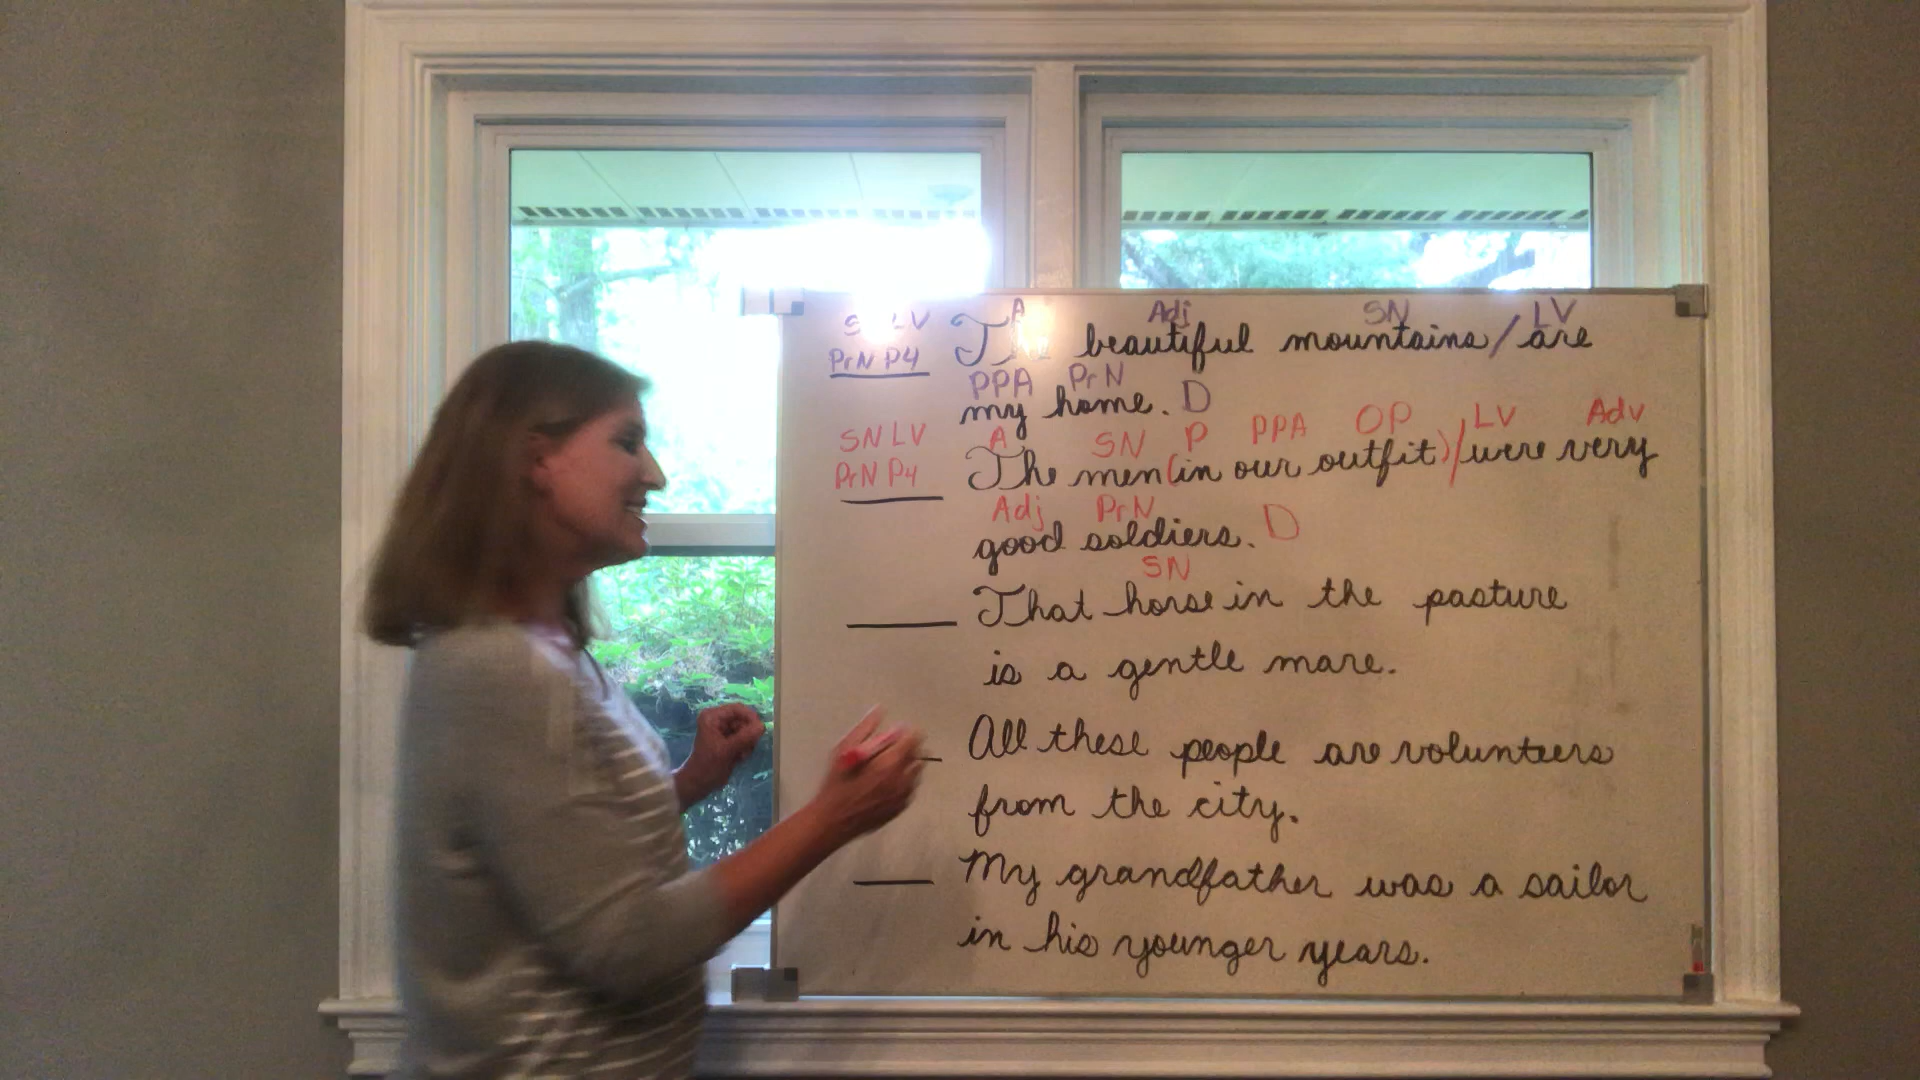 A Adj SN LV
S LV The beautiful mountains / are
PrN P4
PPA PrN
my home. D
SN LV A SN P PPA OP LV Adv
PrN P4 The men (in our outfit) / were very
Adj PrN
good soldiers. D
SN
That horse in the pasture
is a gentle mare.
All these people are volunteers
from the city.
My grandfather was a sailor
in his younger years.